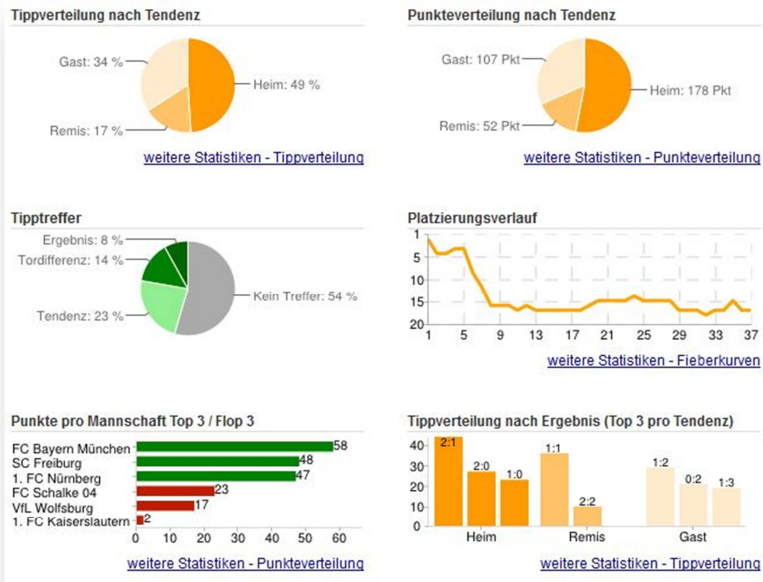 Tippverteilung nach Tendenz
Gast: 34 %
Heim: 49 %
Remis: 17 %
weitere Statistiken - Tippverteilung
Punkteverteilung nach Tendenz
Gast: 107 Pkt
Heim: 178 Pkt
Remis: 52 Pkt
weitere Statistiken - Punkteverteilung
Tipptreffer
Ergebnis: 8 %
Tordifferenz: 14 %
Kein Treffer: 54 %
Tendenz: 23 %
Platzierungsverlauf
1
5
10
15
20
1 5 9 13 17 21 25 29 33 37
weitere Statistiken - Fieberkurven
Punkte pro Mannschaft Top 3 / Flop 3
FC Bayern München 58
SC Freiburg 48
1. FC Nürnberg 47
FC Schalke 04 23
VfL Wolfsburg 17
1. FC Kaiserslautern 2
0 10 20 30 40 50 60
weitere Statistiken - Punkteverteilung
Tippverteilung nach Ergebnis (Top 3 pro Tendenz)
40
30
20
10
0
2:1 2:0 1:0 1:1 2:2 1:2 0:2 1:3
Heim Remis Gast
weitere Statistiken - Tippverteilung